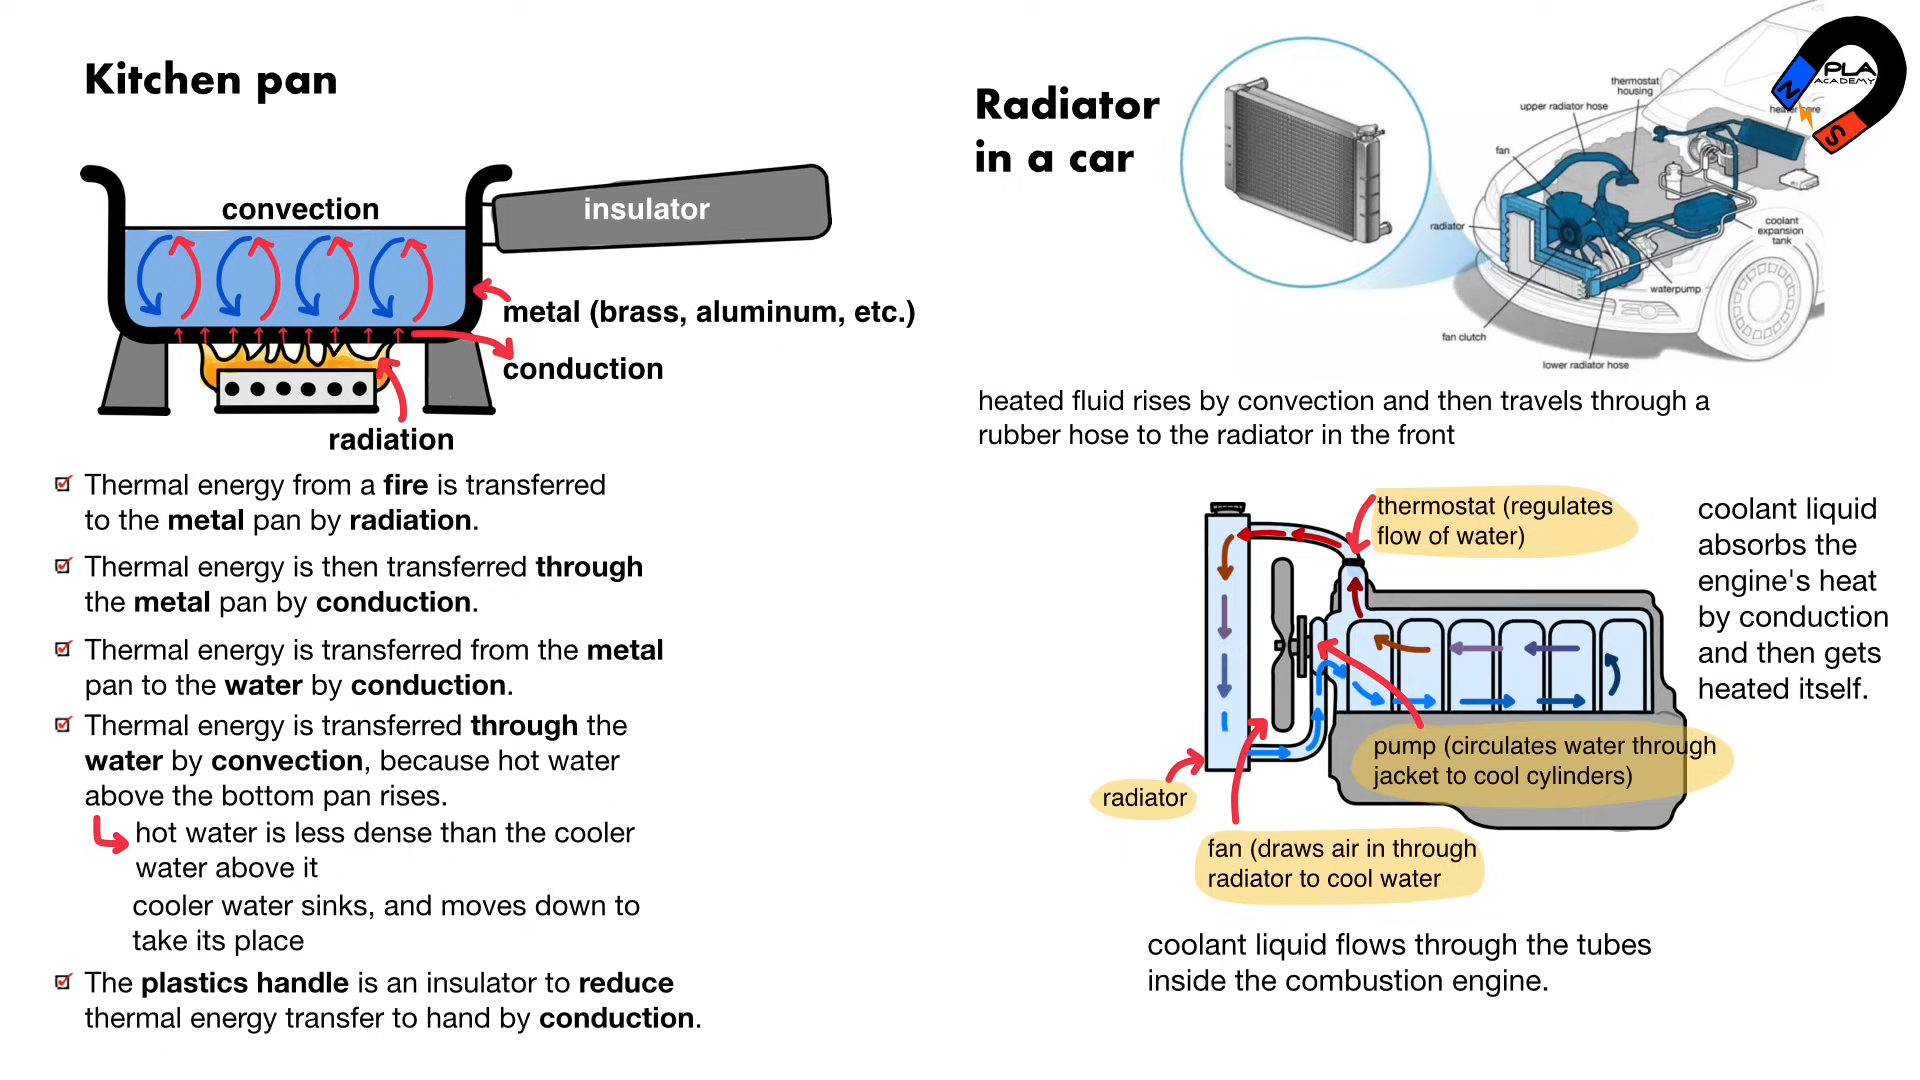 Kitchen pan
convection
insulator
metal (brass, aluminum, etc.)
conduction
radiation
Thermal energy from a fire is transferred
to the metal pan by radiation.
Thermal energy is then transferred through
the metal pan by conduction.
Thermal energy is transferred from the metal
pan to the water by conduction.
Thermal energy is transferred through the
water by convection, because hot water
above the bottom pan rises.
hot water is less dense than the cooler
water above it
cooler water sinks, and moves down to
take its place
The plastics handle is an insulator to reduce
thermal energy transfer to hand by conduction.
Radiator
in a car
thermostat
housing
upper radiator hose
fan
radiator
coolant
expansion
tank
waterpump
fan clutch
lower radiator hose
PLA
ACADEMY
N
S
heated fluid rises by convection and then travels through a
rubber hose to the radiator in the front
thermostat (regulates
flow of water)
coolant liquid
absorbs the
engine's heat
by conduction
and then gets
heated itself.
pump (circulates water through
jacket to cool cylinders)
radiator
fan (draws air in through
radiator to cool water
coolant liquid flows through the tubes
inside the combustion engine.